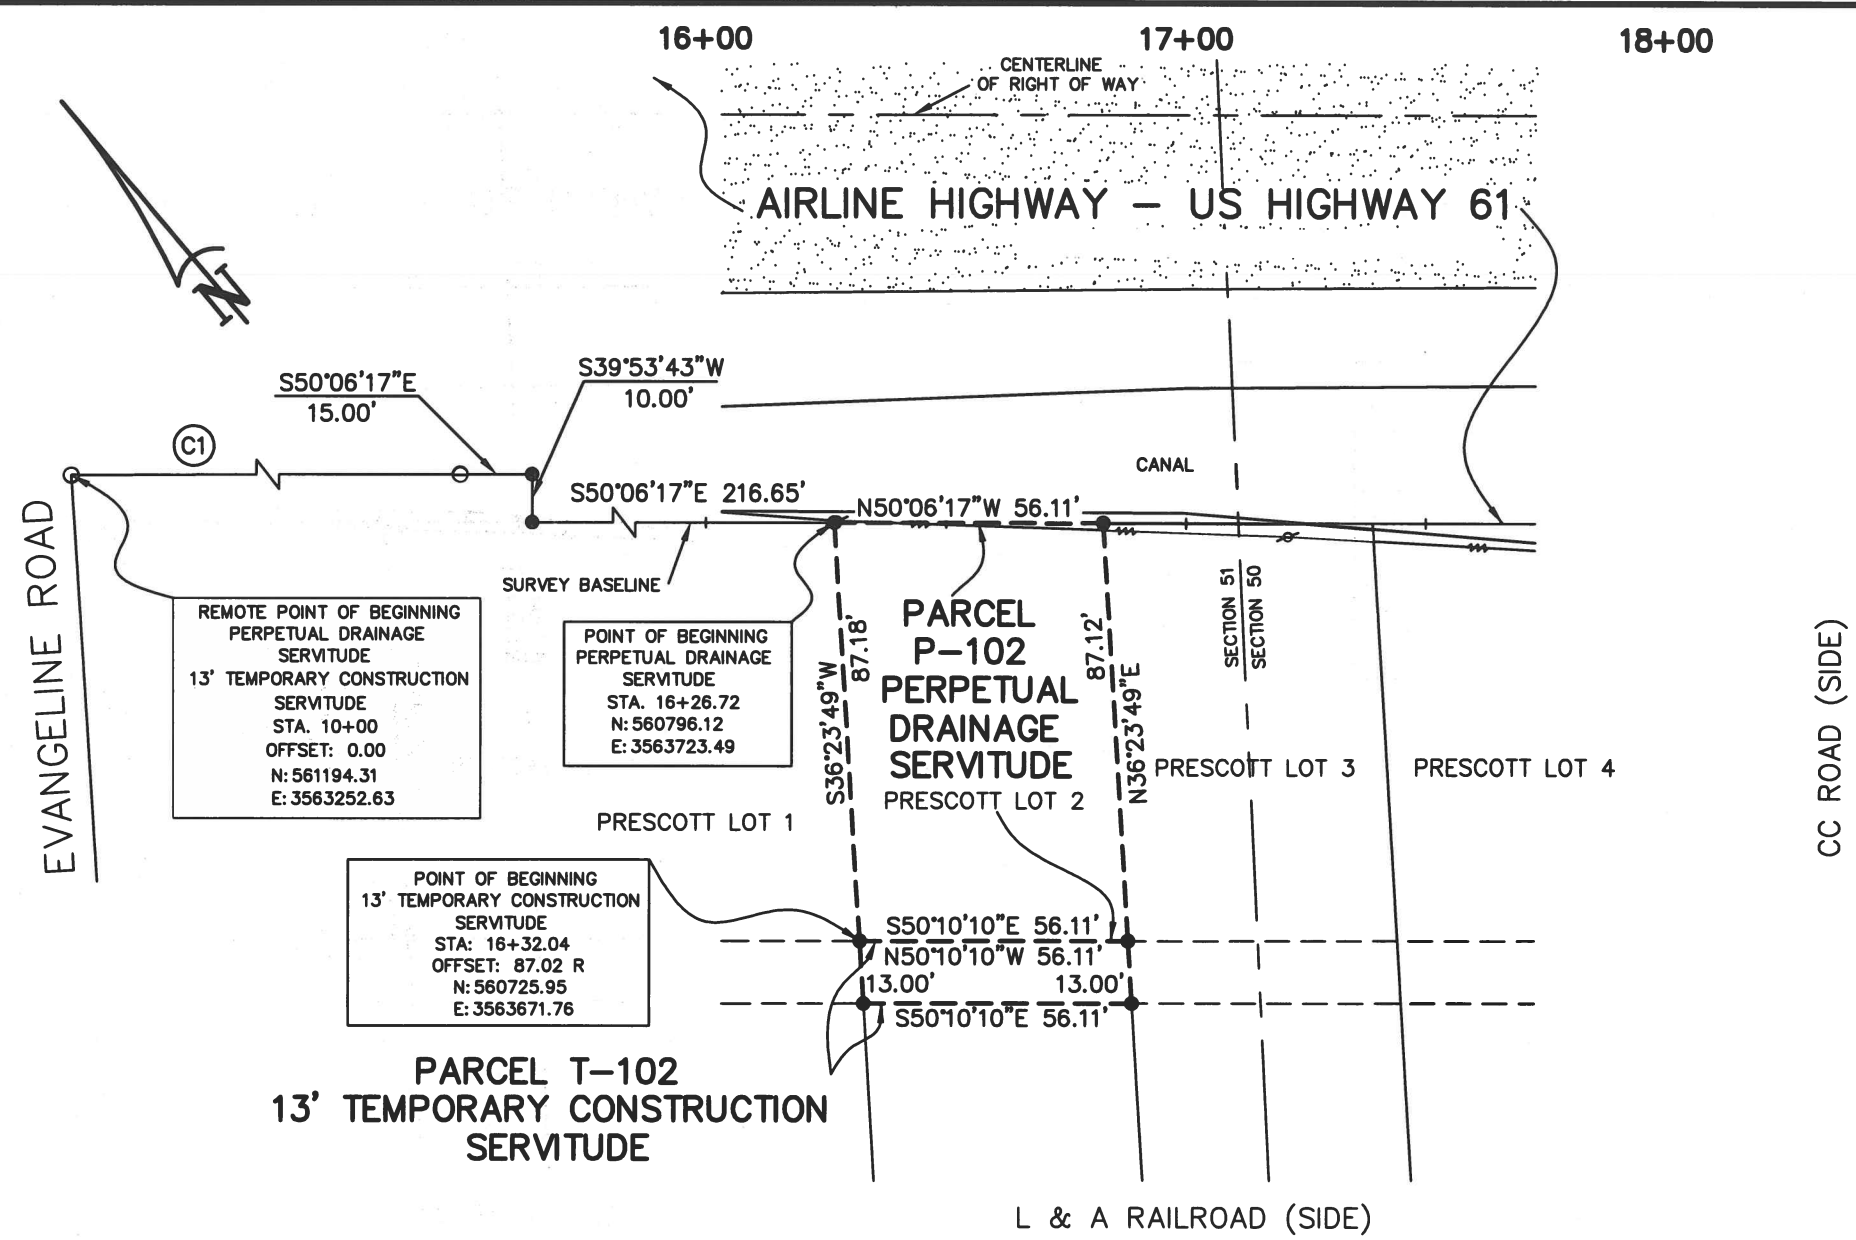 16+00
17+00
18+00
CENTERLINE
OF RIGHT OF WAY
AIRLINE HIGHWAY – US HIGHWAY 61
N
S50°06'17"E
15.00'
S39°53'43"W
10.00'
C1
CANAL
S50°06'17"E 216.65'
N50°06'17"W 56.11'
EVANGELINE ROAD
SURVEY BASELINE
REMOTE POINT OF BEGINNING
PERPETUAL DRAINAGE
SERVITUDE
13' TEMPORARY CONSTRUCTION
SERVITUDE
STA. 10+00
OFFSET: 0.00
N: 561194.31
E: 3563252.63
POINT OF BEGINNING
PERPETUAL DRAINAGE
SERVITUDE
STA. 16+26.72
N: 560796.12
E: 3563723.49
S36°23'49"W
87.18'
PARCEL
P–102
PERPETUAL
DRAINAGE
SERVITUDE
87.12'
N36°23'49"E
SECTION 51
SECTION 50
PRESCOTT LOT 1
PRESCOTT LOT 2
PRESCOTT LOT 3
PRESCOTT LOT 4
CC ROAD (SIDE)
POINT OF BEGINNING
13' TEMPORARY CONSTRUCTION
SERVITUDE
STA: 16+32.04
OFFSET: 87.02 R
N: 560725.95
E: 3563671.76
S50°10'10"E 56.11'
N50°10'10"W 56.11'
13.00'
13.00'
S50°10'10"E 56.11'
PARCEL T–102
13' TEMPORARY CONSTRUCTION
SERVITUDE
L & A RAILROAD (SIDE)